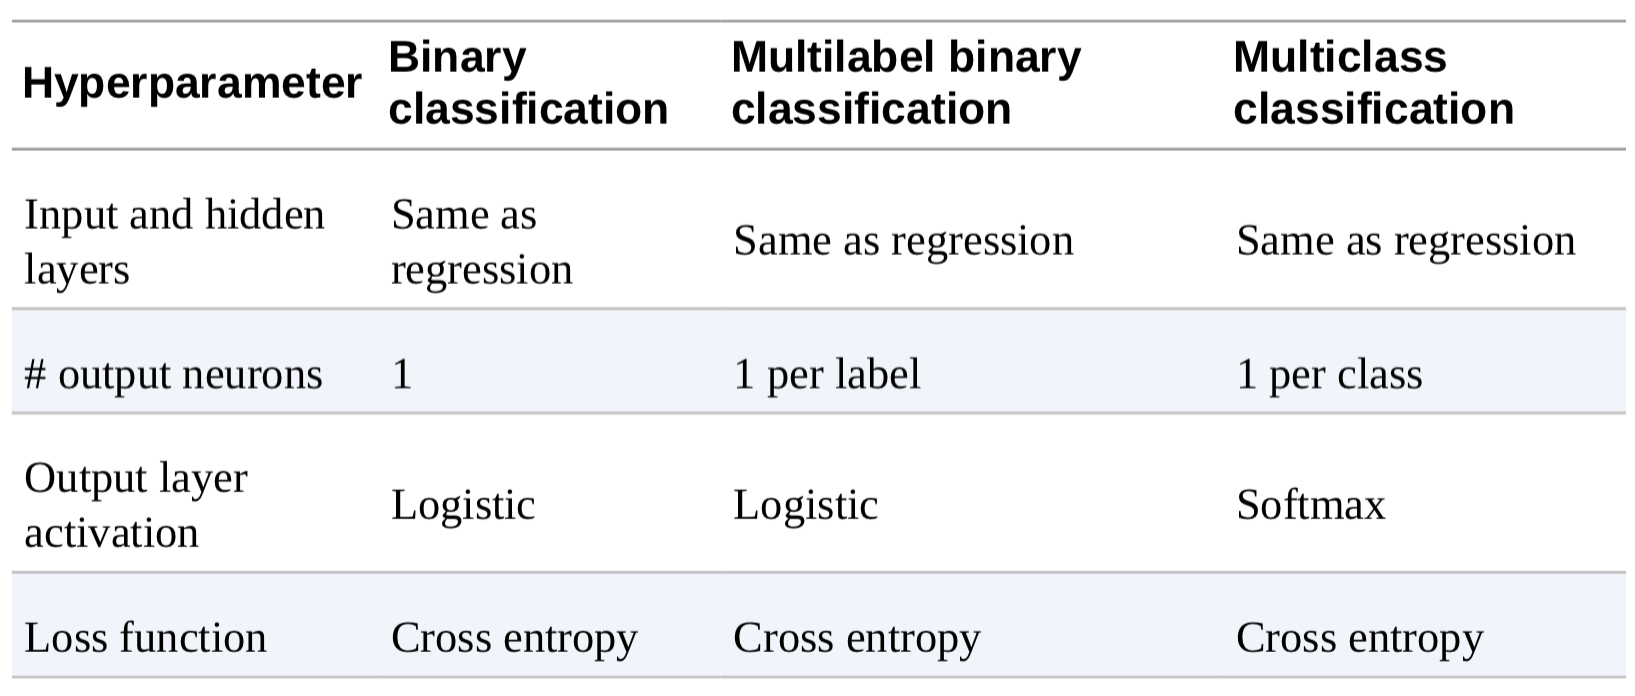 Hyperparameter Binary classification Multilabel binary classification Multiclass classification
Input and hidden layers Same as regression Same as regression Same as regression
# output neurons 1 1 per label 1 per class
Output layer activation Logistic Logistic Softmax
Loss function Cross entropy Cross entropy Cross entropy